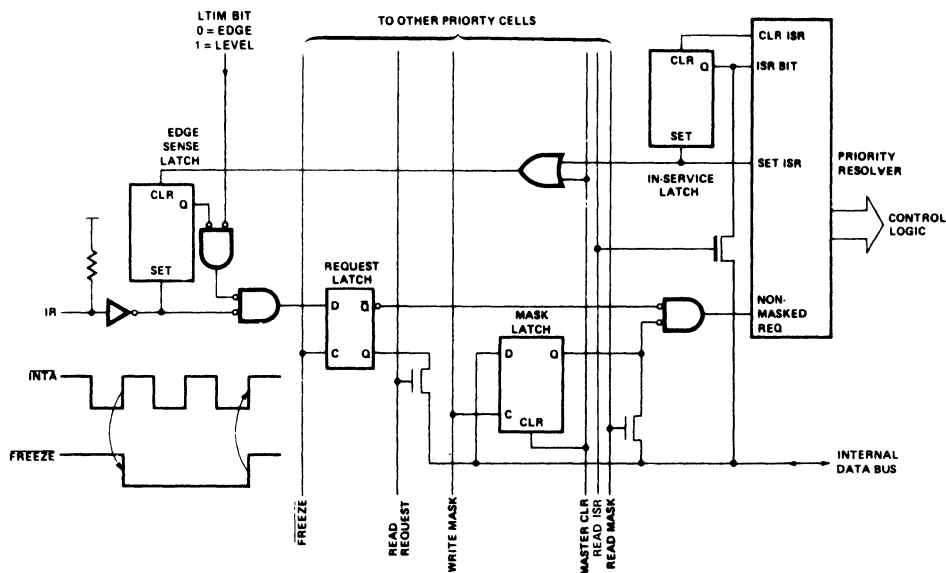 LTIM BIT
0 = EDGE
1 = LEVEL
TO OTHER PRIORTY CELLS
CLR ISR
CLR
Q
ISR BIT
SET
SET ISR
IN-SERVICE
LATCH
PRIORITY
RESOLVER
CONTROL
LOGIC
EDGE
SENSE
LATCH
CLR
Q
SET
REQUEST
LATCH
IR
D
Q
C
Q
MASK
LATCH
D
Q
C
CLR
NON-
MASKED
REQ
INTA
FREEZE
INTERNAL
DATA BUS
FREEZE
READ
REQUEST
WRITE MASK
MASTER CLR
READ ISR
READ MASK